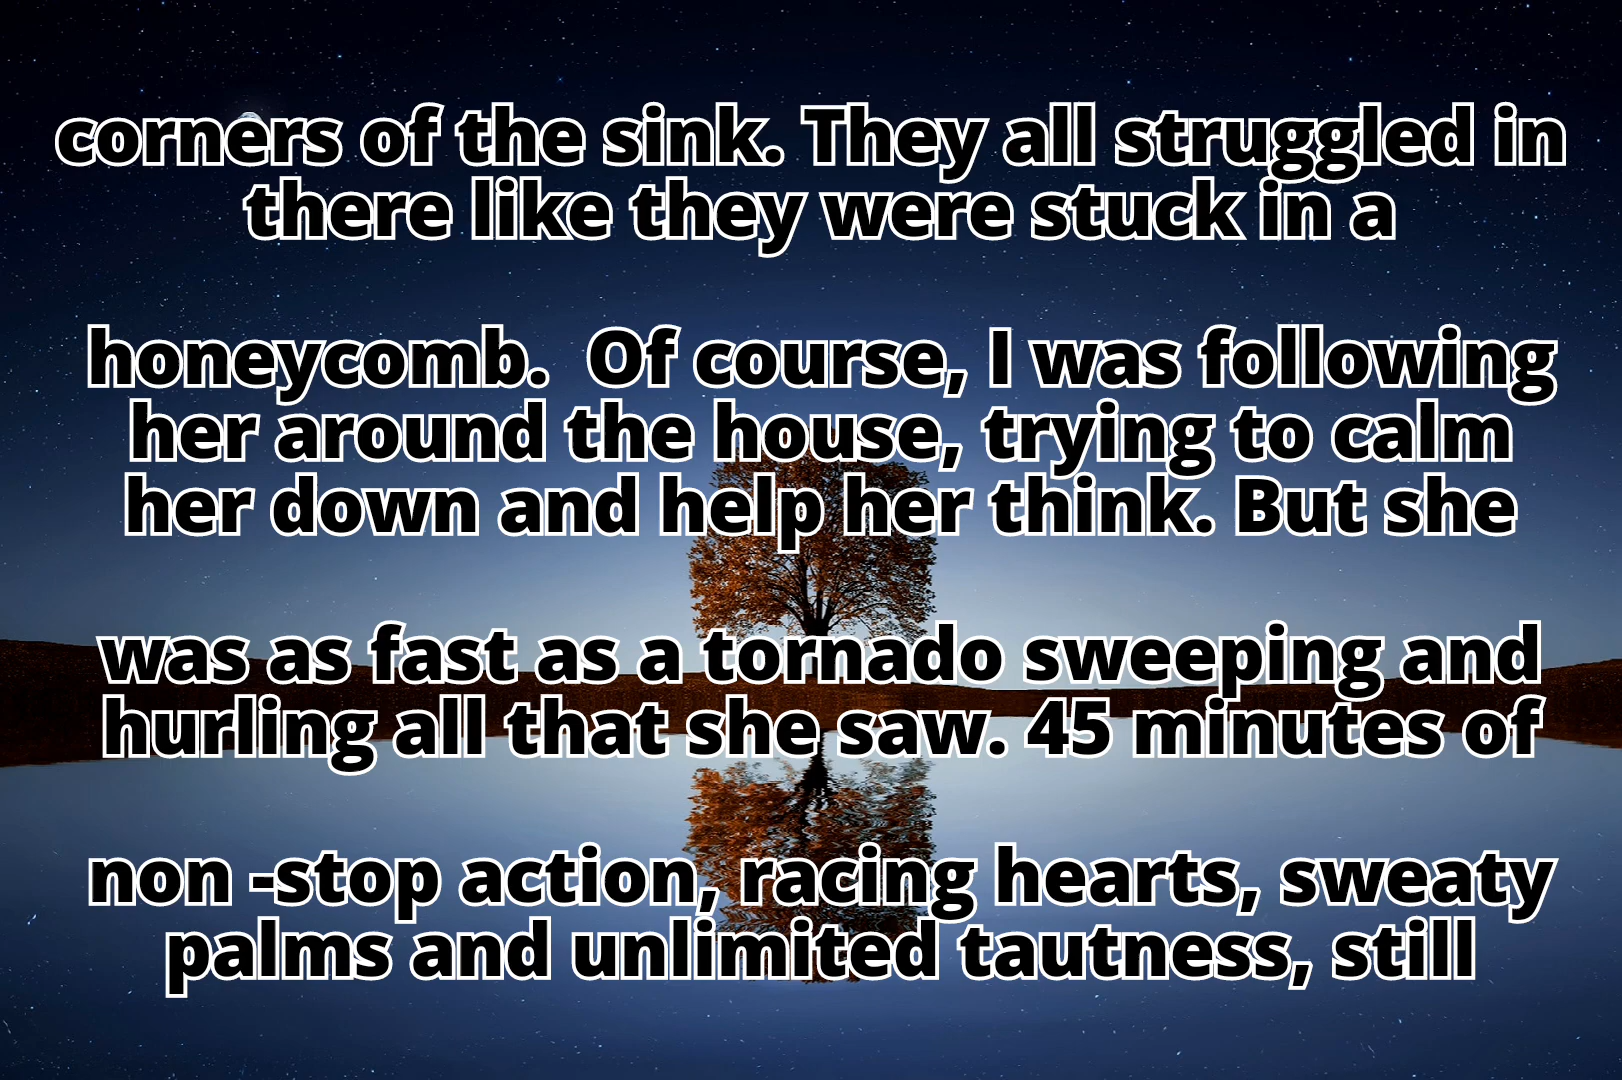 corners of the sink. They all struggled in
there like they were stuck in a
honeycomb.  Of course, I was following
her around the house, trying to calm
her down and help her think. But she
was as fast as a tornado sweeping and
hurling all that she saw. 45 minutes of
non -stop action, racing hearts, sweaty
palms and unlimited tautness, still